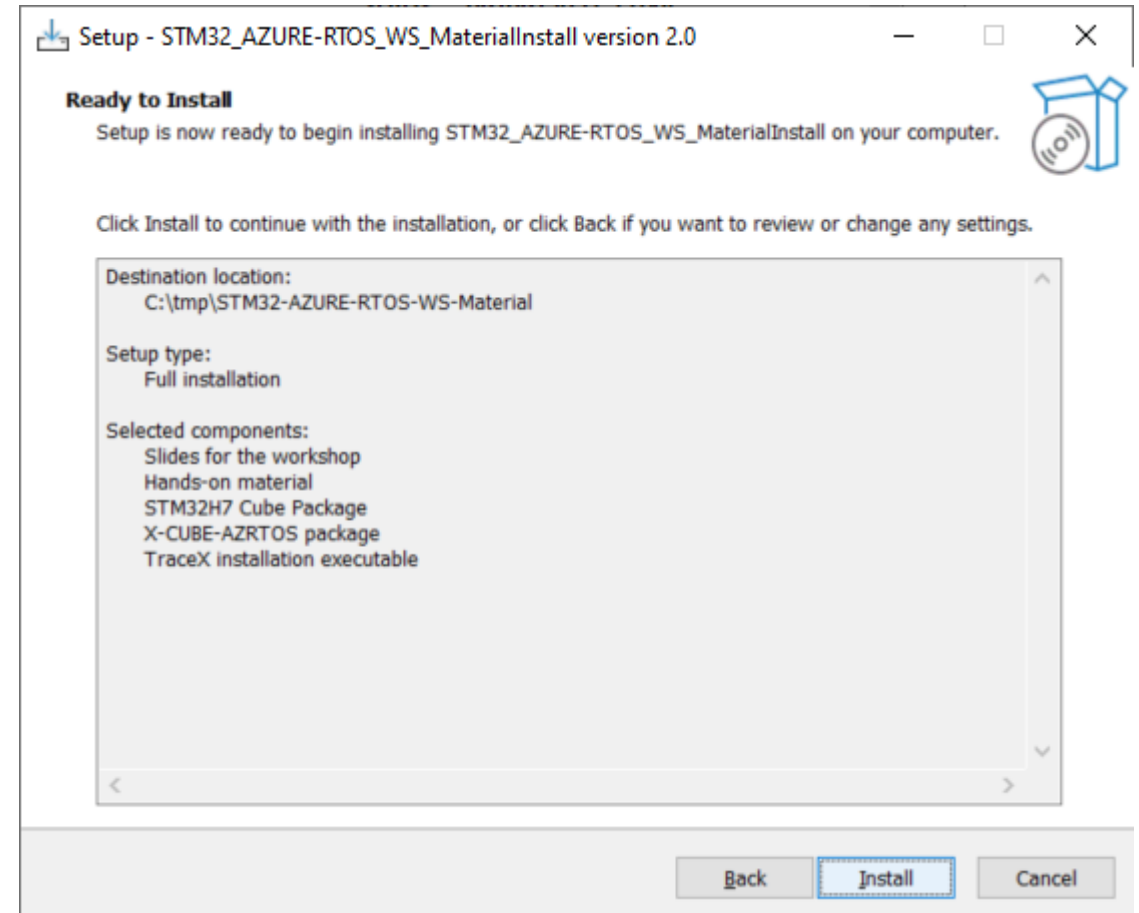 Setup - STM32_AZURE-RTOS_WS_MaterialInstall version 2.0
Ready to Install
Setup is now ready to begin installing STM32_AZURE-RTOS_WS_MaterialInstall on your computer.
Click Install to continue with the installation, or click Back if you want to review or change any settings.
Destination location:
C:\tmp\STM32-AZURE-RTOS-WS-Material
Setup type:
Full installation
Selected components:
Slides for the workshop
Hands-on material
STM32H7 Cube Package
X-CUBE-AZRTOS package
TraceX installation executable
Back
Install
Cancel